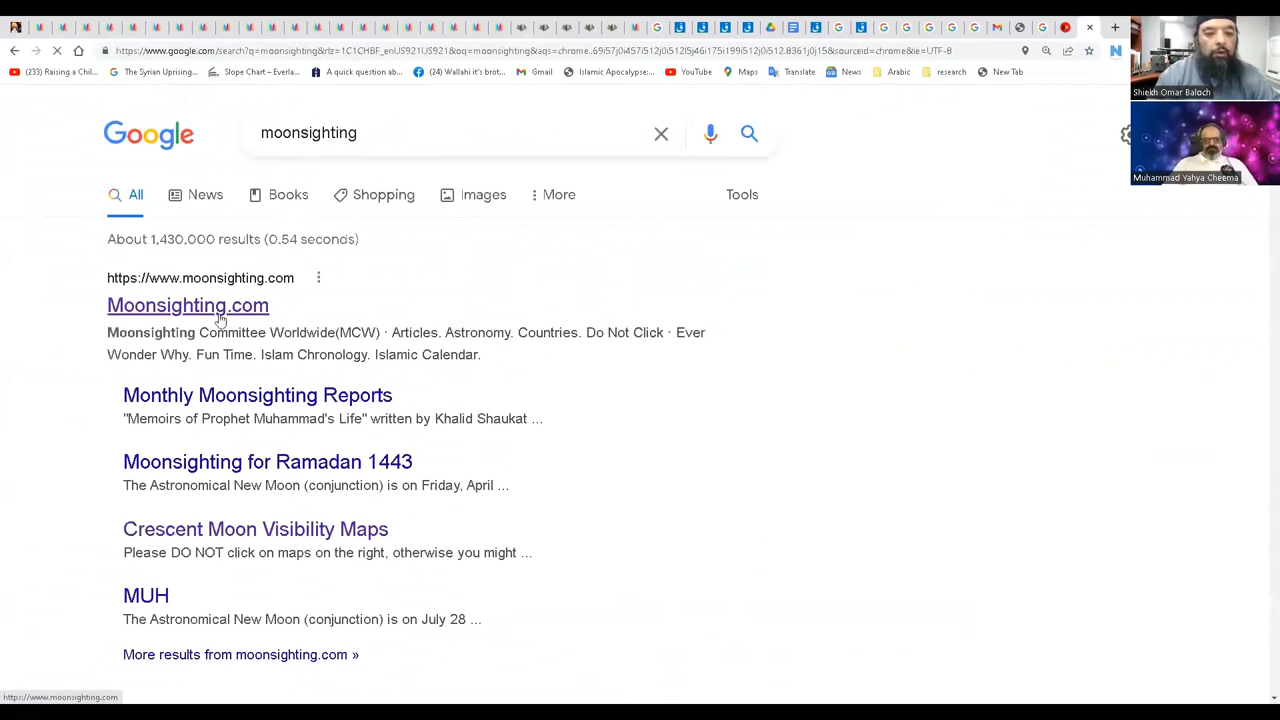 https://www.google.com/search?q=moonsighting&rlz=1C1CHBF_enUS921US921&oq=moonsighting&aqs=chrome..69i57j0i457i512j0i512l5j46i175i199i512j0i512.8361j0j15&sourceid=chrome&ie=UTF-8
(233) Raising a Chil...
The Syrian Uprising...
Slope Chart – Everla...
A quick question ab...
(24) Wallahi it's brot...
Gmail
Islamic Apocalypse:...
YouTube
Maps
Translate
News
Arabic
research
New Tab
Shiekh Omar Baloch
Google
moonsighting
Muhammad Yahya Cheema
All
News
Books
Shopping
Images
More
Tools
About 1,430,000 results (0.54 seconds)
https://www.moonsighting.com
Moonsighting.com
Moonsighting Committee Worldwide(MCW) · Articles. Astronomy. Countries. Do Not Click · Ever
Wonder Why. Fun Time. Islam Chronology. Islamic Calendar.
Monthly Moonsighting Reports
"Memoirs of Prophet Muhammad's Life" written by Khalid Shaukat ...
Moonsighting for Ramadan 1443
The Astronomical New Moon (conjunction) is on Friday, April ...
Crescent Moon Visibility Maps
Please DO NOT click on maps on the right, otherwise you might ...
MUH
The Astronomical New Moon (conjunction) is on July 28 ...
More results from moonsighting.com »
https://www.moonsighting.com